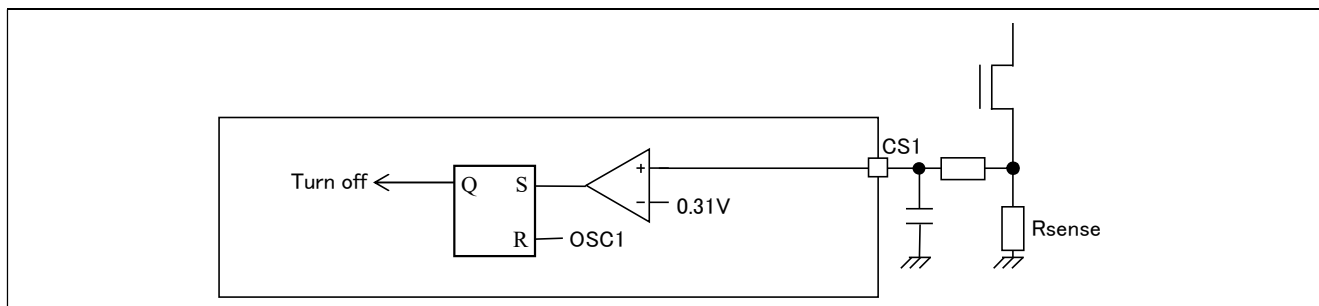 CS1
Turn off
Q
S
+
−
0.31V
R
OSC1
Rsense